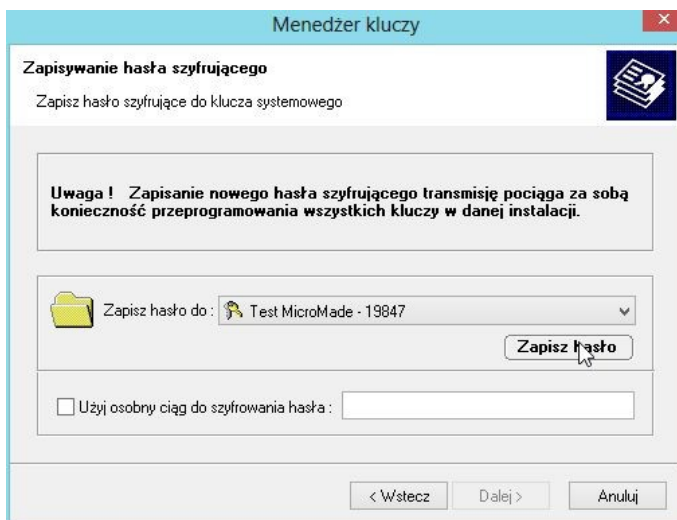 Menedżer kluczy
Zapisywanie hasła szyfrującego
Zapisz hasło szyfrujące do klucza systemowego
Uwaga ! Zapisanie nowego hasła szyfrującego transmisję pociąga za sobą
konieczność przeprogramowania wszystkich kluczy w danej instalacji.
Zapisz hasło do : Test MicroMade - 19847
Zapisz hasło
Użyj osobny ciąg do szyfrowania hasła :
< Wstecz Dalej > Anuluj